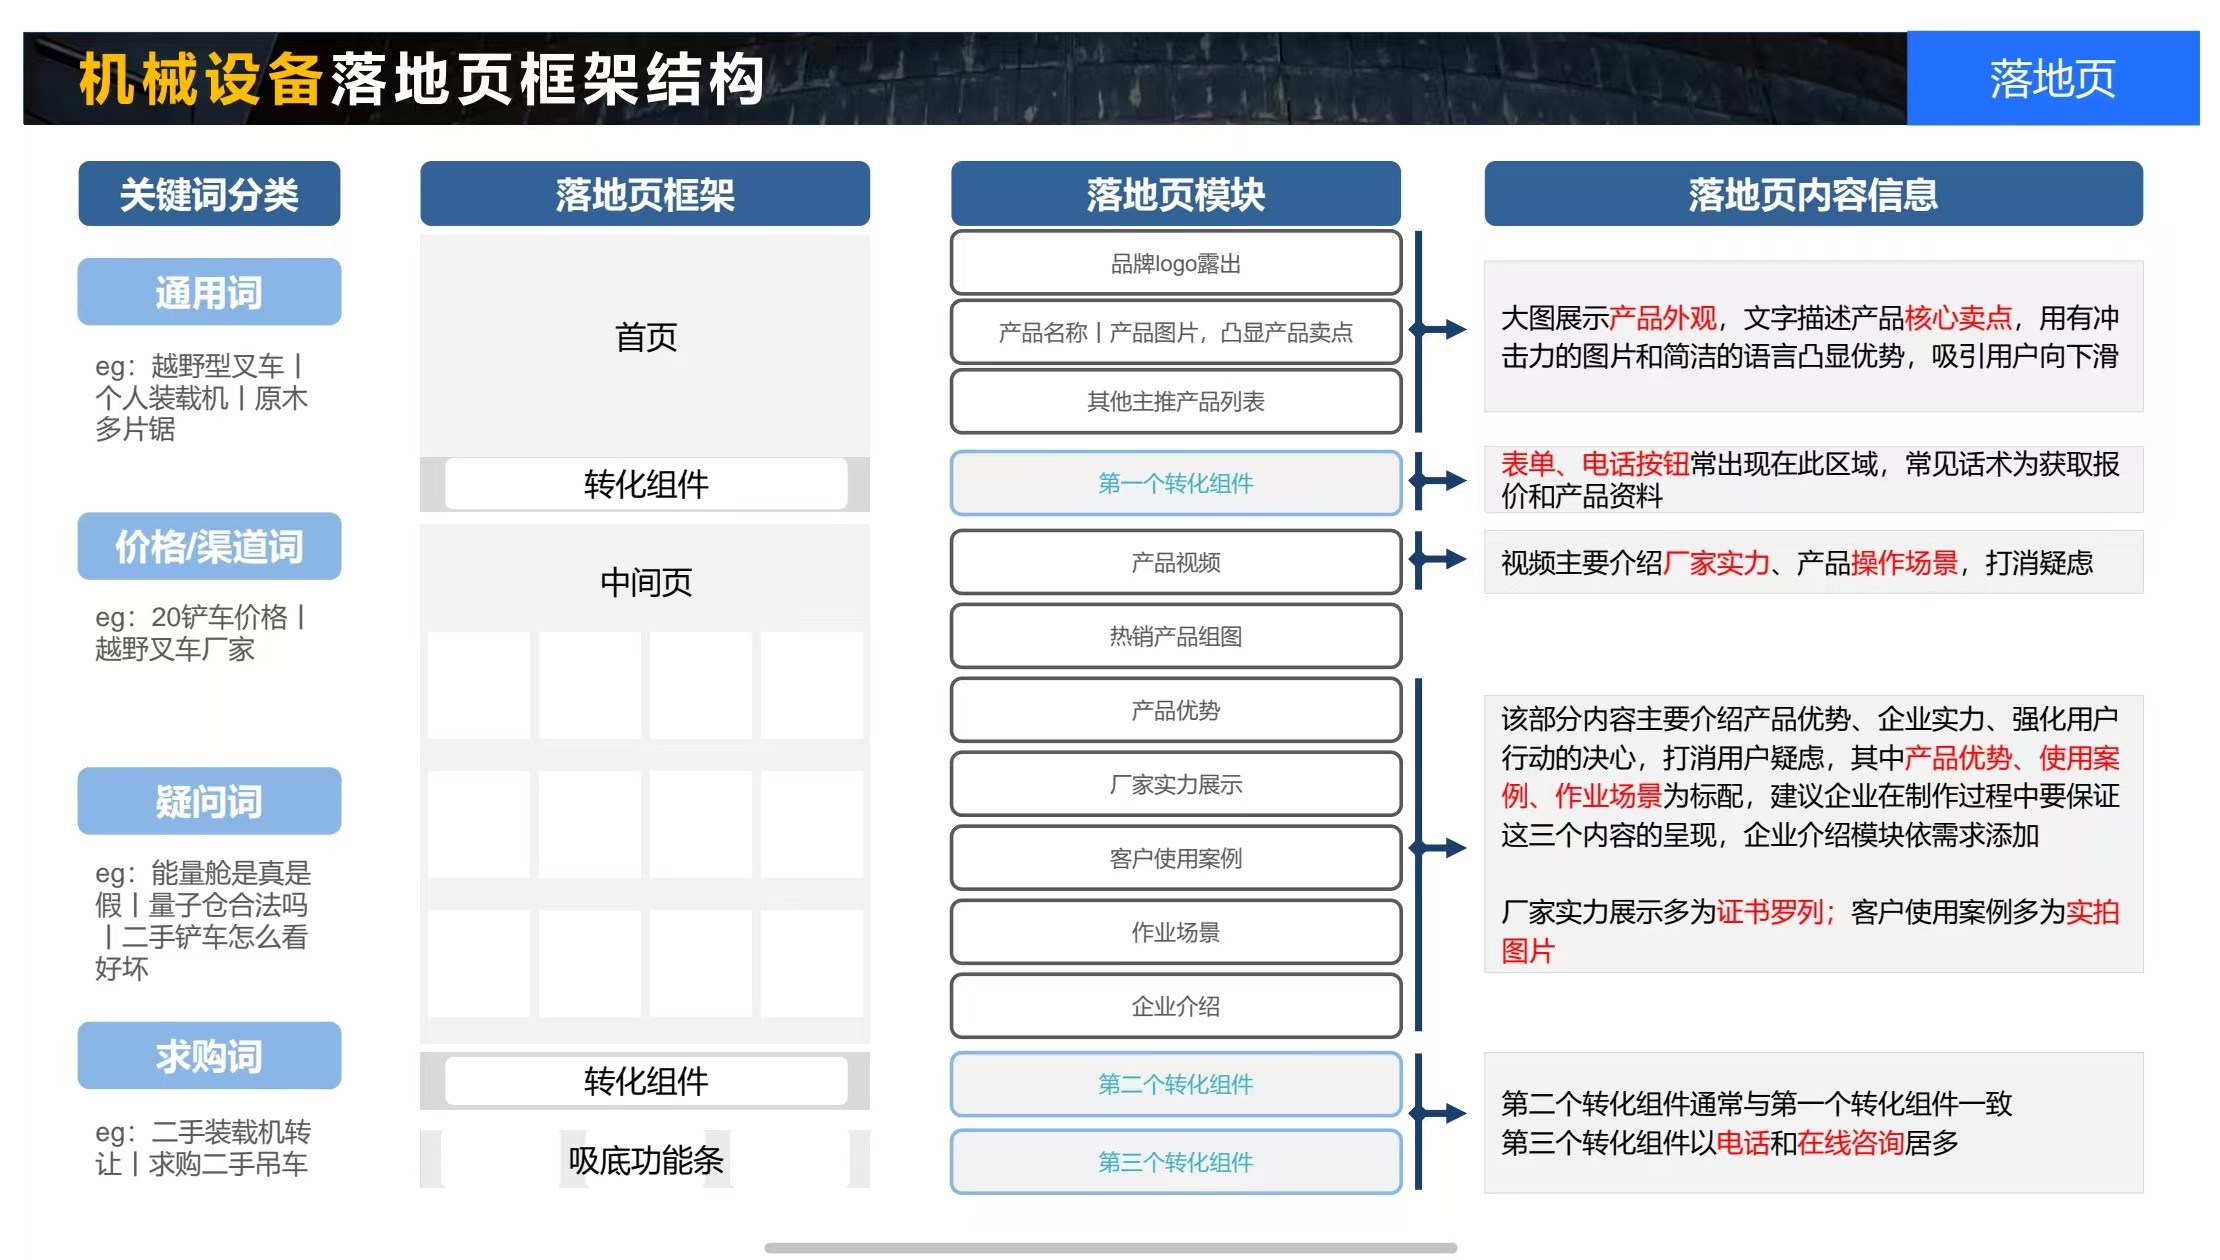 机械设备落地页框架结构
落地页
关键词分类
通用词
eg：越野型叉车丨
个人装载机丨原木
多片锯
价格/渠道词
eg：20铲车价格丨
越野叉车厂家
疑问词
eg：能量舱是真是
假丨量子仓合法吗
丨二手铲车怎么看
好坏
求购词
eg：二手装载机转
让丨求购二手吊车
落地页框架
首页
转化组件
中间页
转化组件
吸底功能条
落地页模块
品牌logo露出
产品名称丨产品图片，凸显产品卖点
其他主推产品列表
第一个转化组件
产品视频
热销产品组图
产品优势
厂家实力展示
客户使用案例
作业场景
企业介绍
第二个转化组件
第三个转化组件
落地页内容信息
大图展示产品外观，文字描述产品核心卖点，用有冲
击力的图片和简洁的语言凸显优势，吸引用户向下滑
表单、电话按钮常出现在此区域，常见话术为获取报
价和产品资料
视频主要介绍厂家实力、产品操作场景，打消疑虑
该部分内容主要介绍产品优势、企业实力、强化用户
行动的决心，打消用户疑虑，其中产品优势、使用案
例、作业场景为标配，建议企业在制作过程中要保证
这三个内容的呈现，企业介绍模块依需求添加
厂家实力展示多为证书罗列；客户使用案例多为实拍
图片
第二个转化组件通常与第一个转化组件一致
第三个转化组件以电话和在线咨询居多